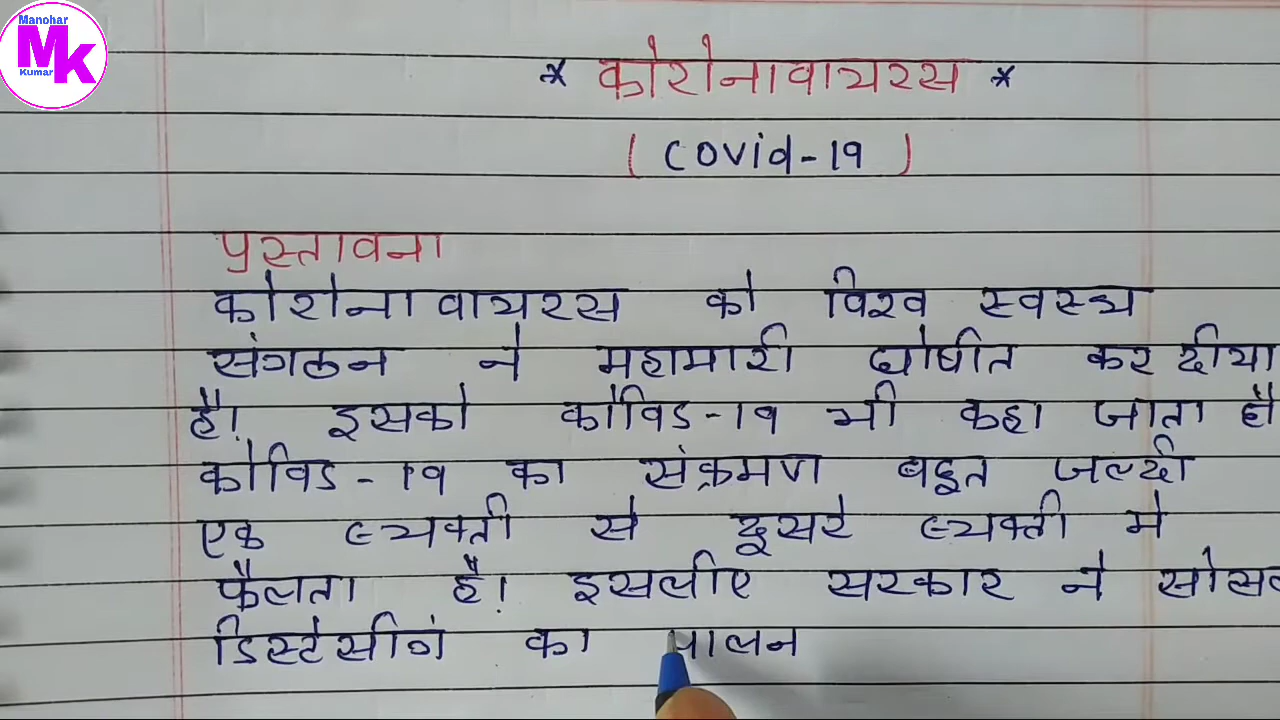 Manohar
MK
Kumar
* कोरोनावायरस *
( Covid-19 )
प्रस्तावना
कोरोनावायरस को विश्व स्वस्थ
संगठन ने महामारी घोषीत कर दीया
है। इसको कोविड-19 भी कहा जाता है
कोविड-19 का संक्रमण बहुत जल्दी
एक व्यक्ती से दूसरे व्यक्ती मे
फैलता है। इसलीए सरकार ने
डिस्टेंसींग का पालन